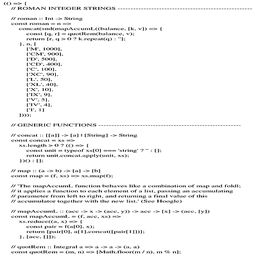 (() => {
// ROMAN INTEGER STRINGS ----------------------------------------------------
// roman :: Int -> String
const roman = n =>
concat(snd(mapAccumL((balance, [k, v]) => {
const [q, r] = quotRem(balance, v);
return [r, q > 0 ? k.repeat(q) : ''];
}, n, [
['M', 1000],
['CM', 900],
['D', 500],
['CD', 400],
['C', 100],
['XC', 90],
['L', 50],
['XL', 40],
['X', 10],
['IX', 9],
['V', 5],
['IV', 4],
['I', 1]
])));
// GENERIC FUNCTIONS -------------------------------------------------------
// concat :: [[a]] -> [a] | [String] -> String
const concat = xs =>
xs.length > 0 ? (() => {
const unit = typeof xs[0] === 'string' ? '' : [];
return unit.concat.apply(unit, xs);
})() : [];
// map :: (a -> b) -> [a] -> [b]
const map = (f, xs) => xs.map(f);
// 'The mapAccumL function behaves like a combination of map and foldl;
// it applies a function to each element of a list, passing an accumulating
// parameter from left to right, and returning a final value of this
// accumulator together with the new list.' (See Hoogle)
// mapAccumL :: (acc -> x -> (acc, y)) -> acc -> [x] -> (acc, [y])
const mapAccumL = (f, acc, xs) =>
xs.reduce((a, x) => {
const pair = f(a[0], x);
return [pair[0], a[1].concat([pair[1]])];
}, [acc, []]);
// quotRem :: Integral a => a -> a -> (a, a)
const quotRem = (m, n) => [Math.floor(m / n), m % n];